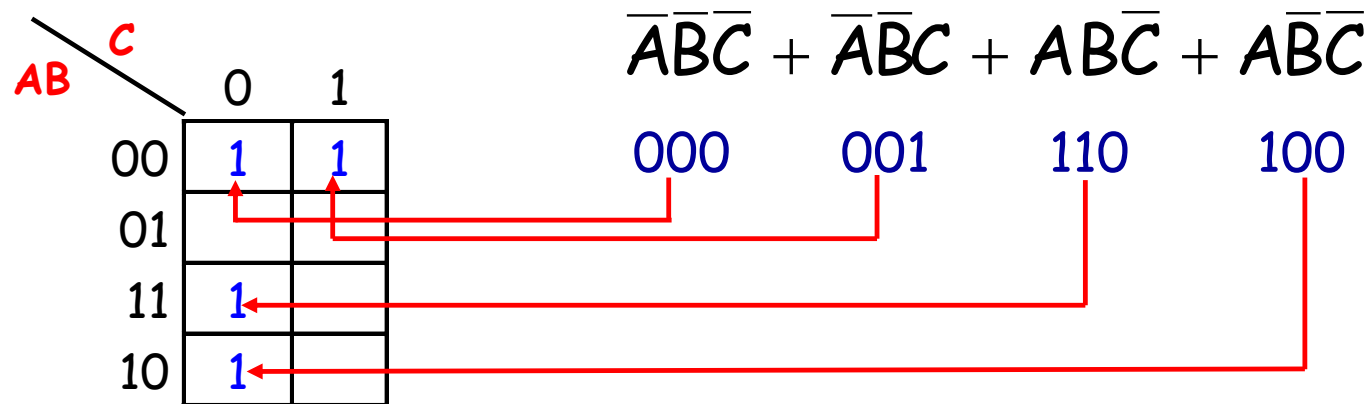 C A̅B̅C̅ + A̅B̅C + ABC̅ + AB̅C̅
AB 0 1
00 1 1 000 001 110 100
01
11 1
10 1